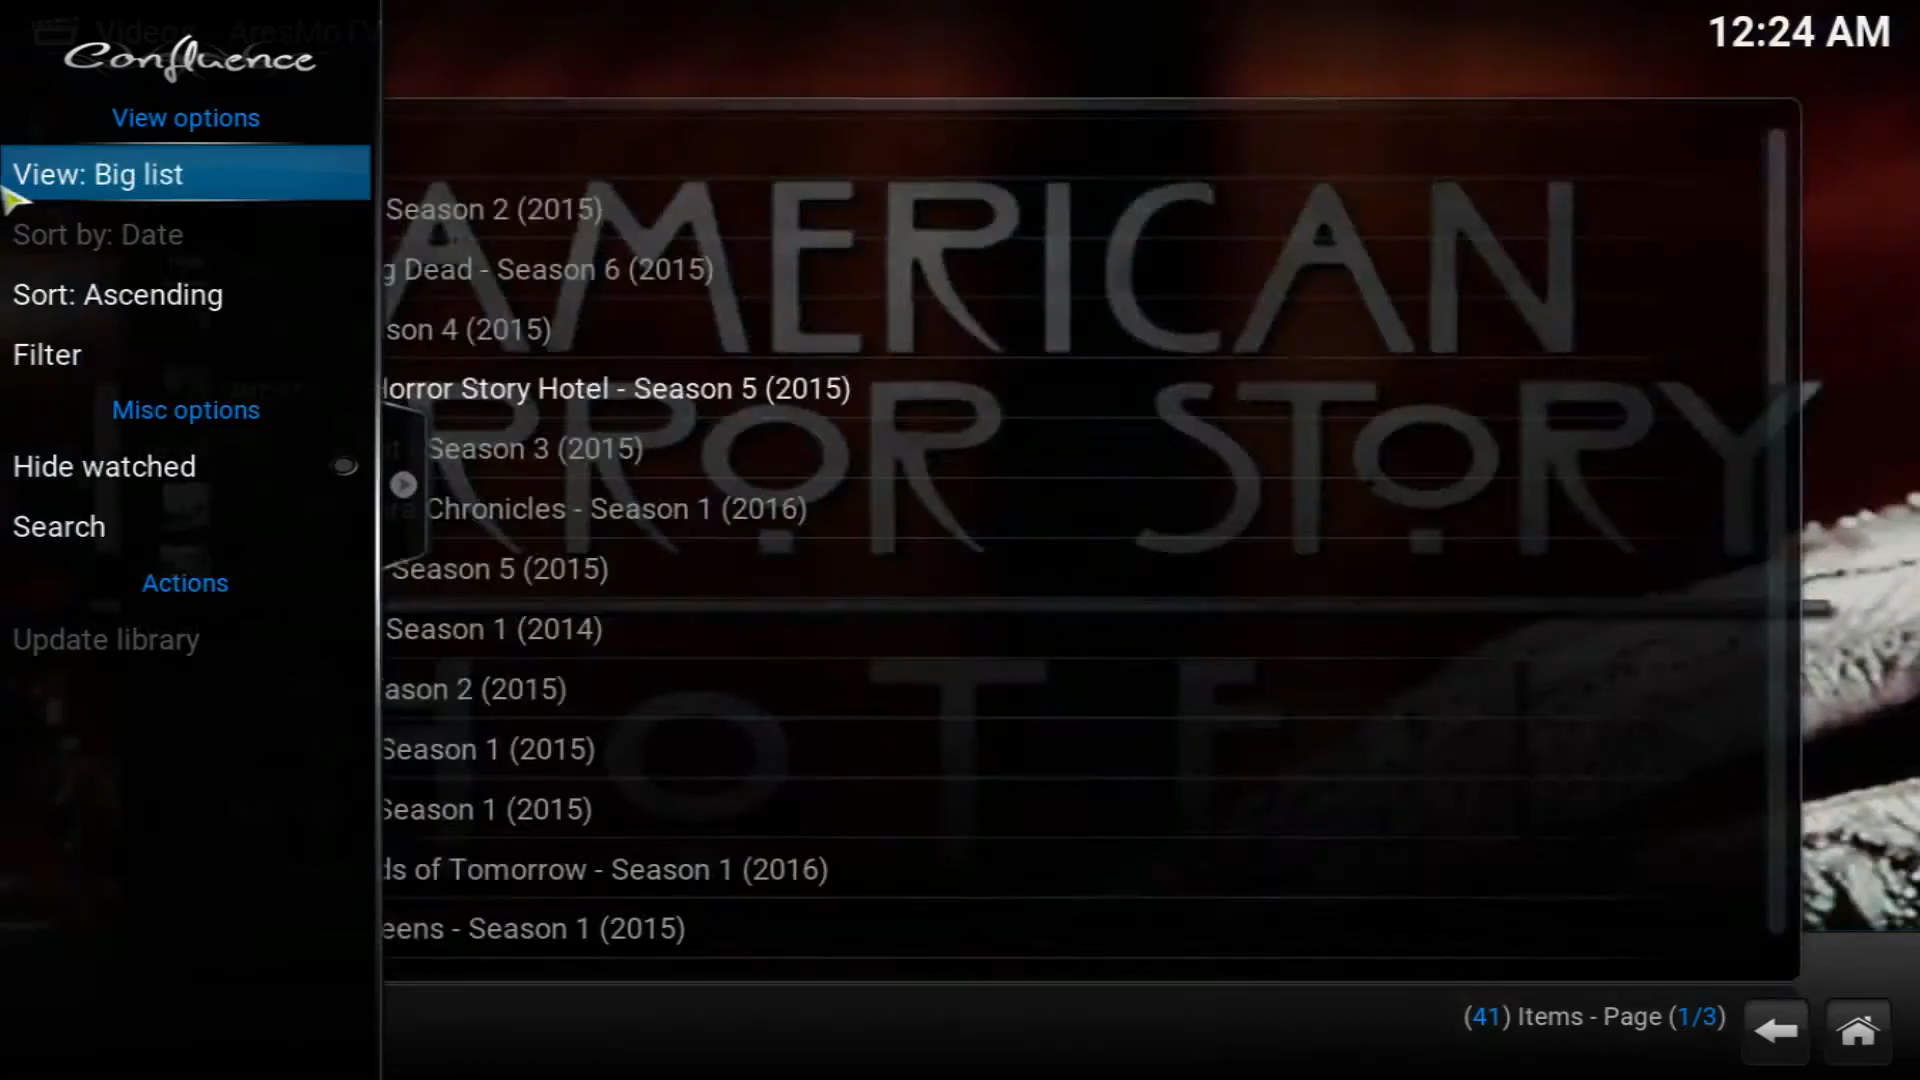 Videos - AresMnTV
12:24 AM
Confluence
View options
View: Big list
Sort by: Date
Sort: Ascending
Filter
Misc options
Hide watched
Search
Actions
Update library
Season 2 (2015)
g Dead - Season 6 (2015)
son 4 (2015)
Horror Story Hotel - Season 5 (2015)
Season 3 (2015)
Chronicles - Season 1 (2016)
Season 5 (2015)
Season 1 (2014)
ason 2 (2015)
Season 1 (2015)
Season 1 (2015)
ds of Tomorrow - Season 1 (2016)
eens - Season 1 (2015)
AMERICAN
RROR STORY
HOTEL
(41) Items - Page (1/3)